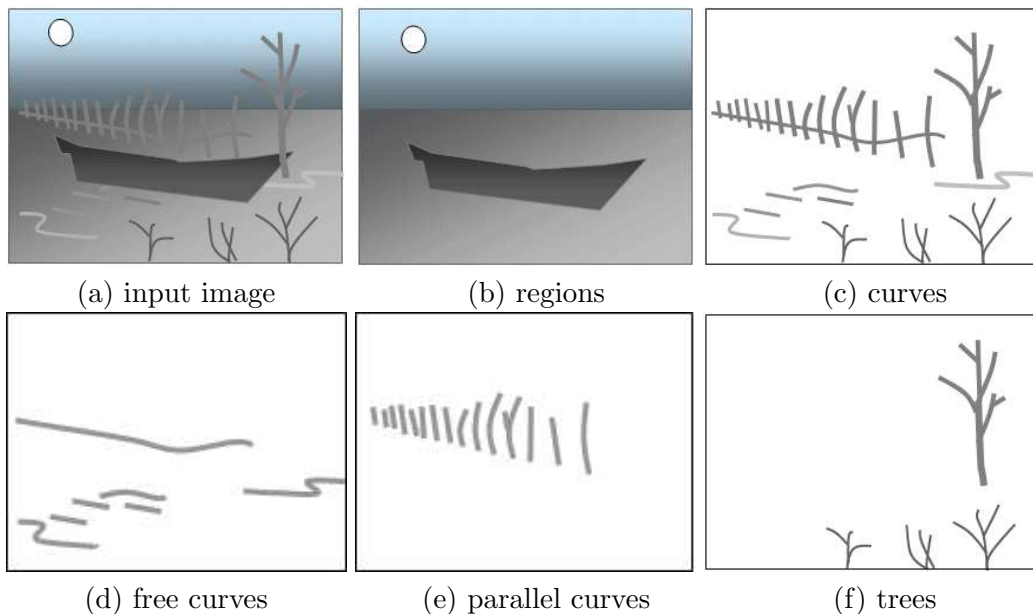 (a) input image
(b) regions
(c) curves
(d) free curves
(e) parallel curves
(f) trees